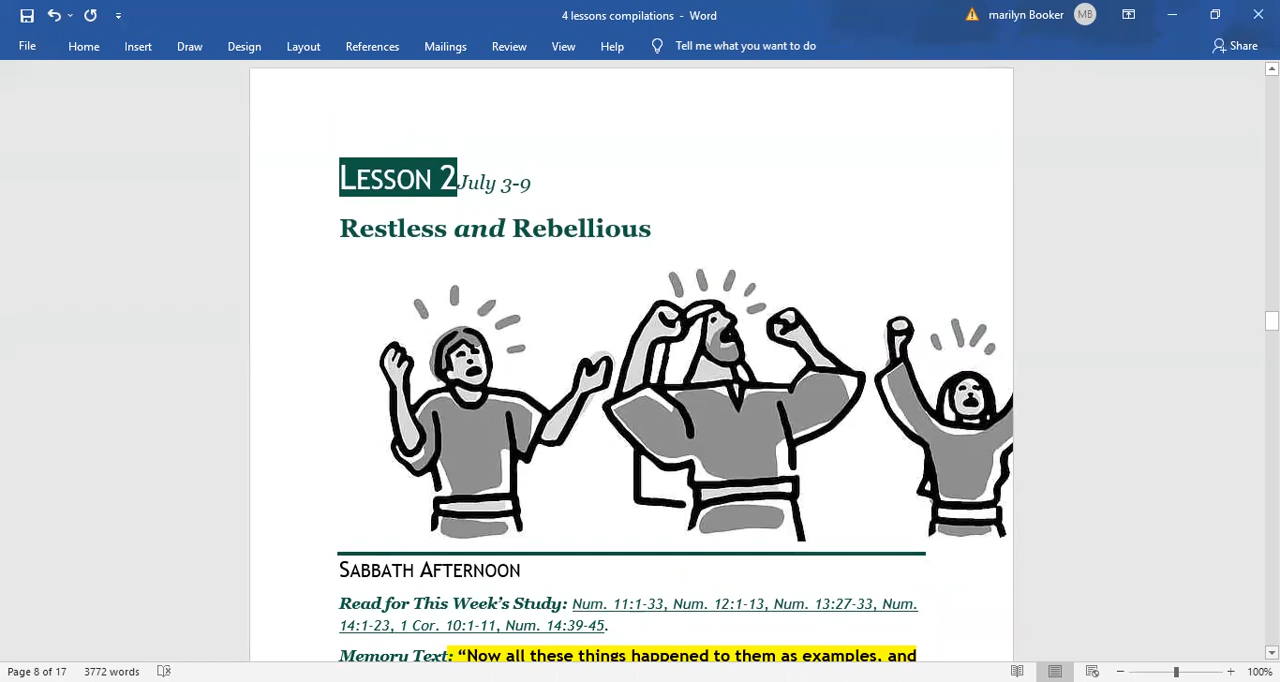 4 lessons compilations - Word
marilyn Booker MB
File Home Insert Draw Design Layout References Mailings Review View Help Tell me what you want to do Share
LESSON 2 July 3-9
Restless and Rebellious
SABBATH AFTERNOON
Read for This Week’s Study: Num. 11:1-33, Num. 12:1-13, Num. 13:27-33, Num.
14:1-23, 1 Cor. 10:1-11, Num. 14:39-45.
Memory Text: “Now all these things happened to them as examples, and
Page 8 of 17 3772 words 100%